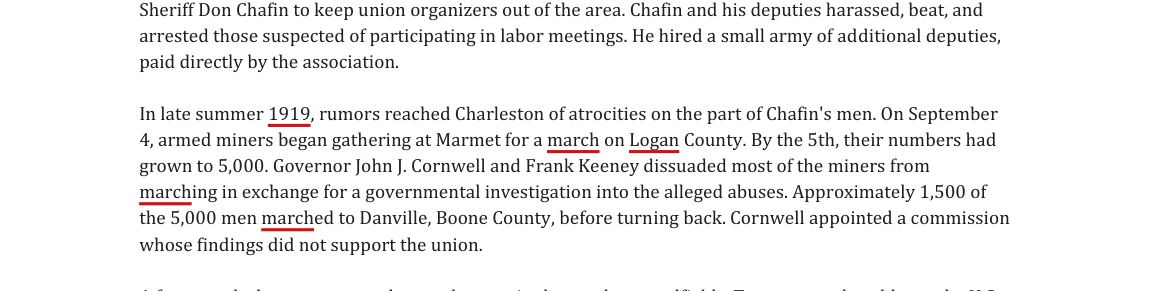 Sheriff Don Chafin to keep union organizers out of the area. Chafin and his deputies harassed, beat, and
arrested those suspected of participating in labor meetings. He hired a small army of additional deputies,
paid directly by the association.
In late summer 1919, rumors reached Charleston of atrocities on the part of Chafin's men. On September
4, armed miners began gathering at Marmet for a march on Logan County. By the 5th, their numbers had
grown to 5,000. Governor John J. Cornwell and Frank Keeney dissuaded most of the miners from
marching in exchange for a governmental investigation into the alleged abuses. Approximately 1,500 of
the 5,000 men marched to Danville, Boone County, before turning back. Cornwell appointed a commission
whose findings did not support the union.